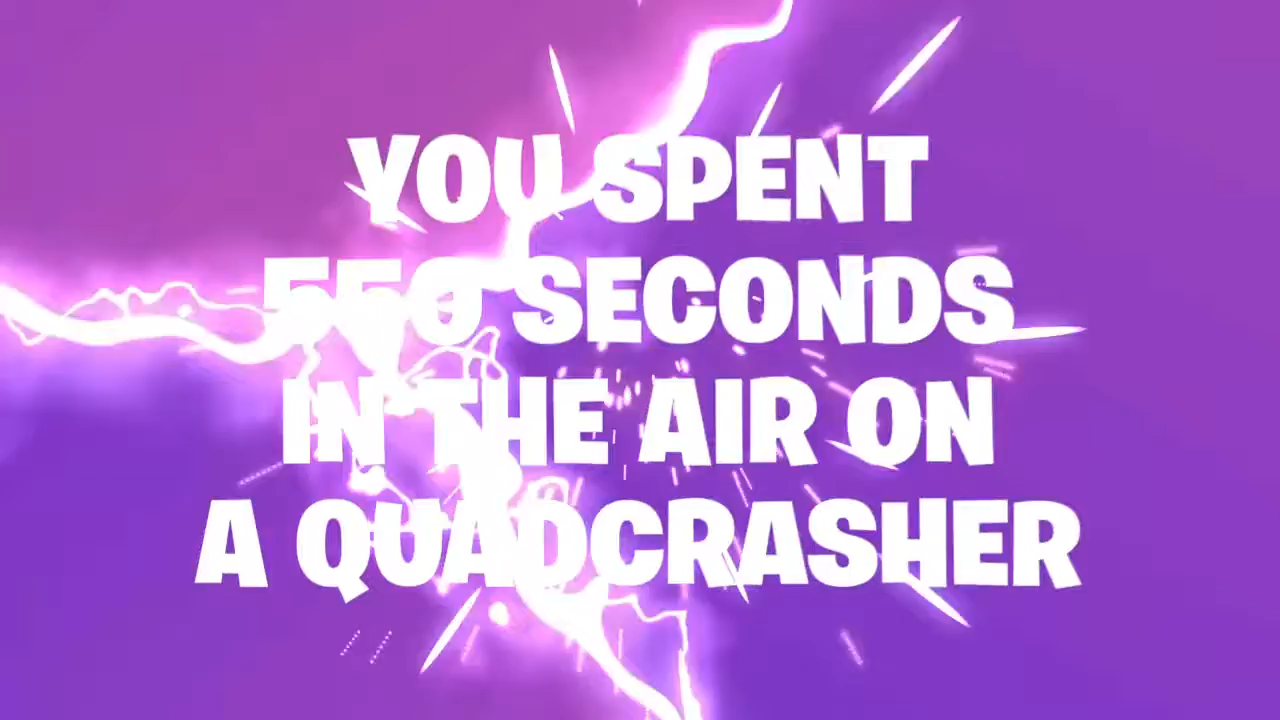 YOU SPENT
550 SECONDS
IN THE AIR ON
A QUADCRASHER